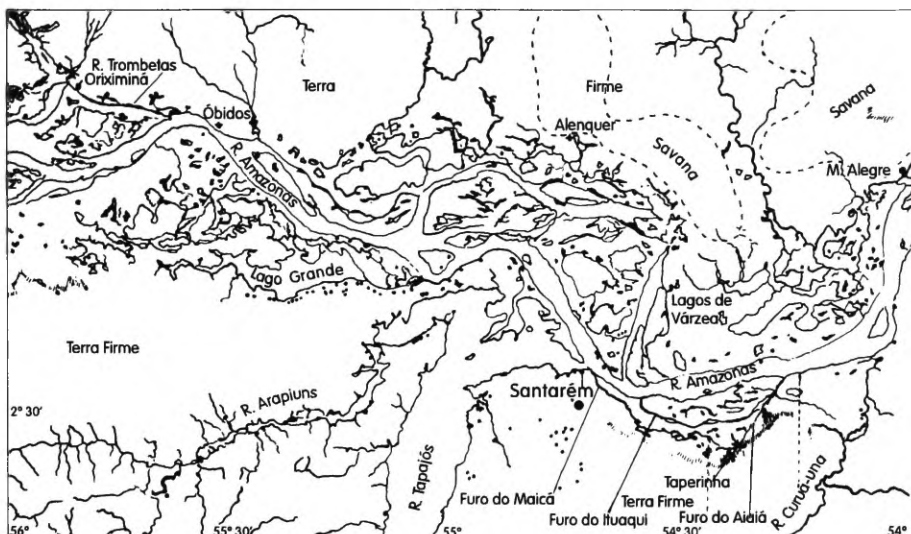 R. Trombetas
Oriximiná
Óbidos
Terra
Firme
Savana
Alenquer
Savana
M. Alegre
R. Amazonas
Lago Grande
Lagos de
Várzea
Terra Firme
R. Amazonas
Santarém
R. Arapiuns
2° 30'
R. Tapajós
Taperinha
Furo do Maicá
Terra Firme
Furo do Ituaqui
Furo do Aiaiá
R. Curuá-una
56°
55° 30'
55°
54° 30'
54°